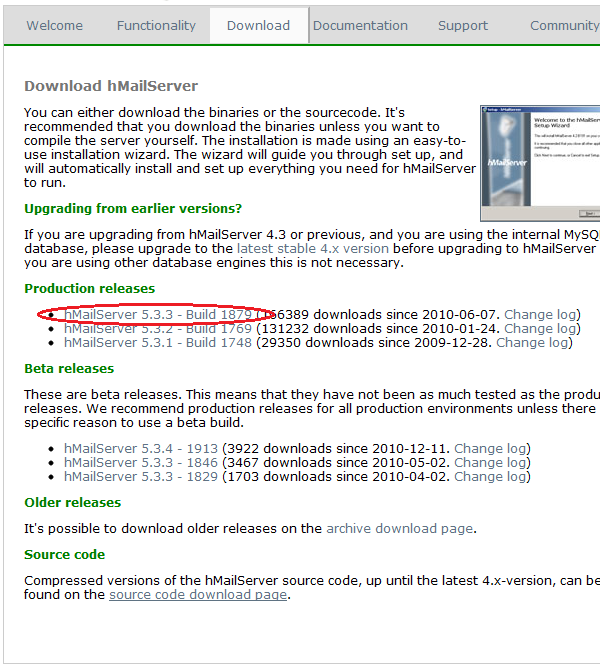 Welcome Functionality Download Documentation Support Community
Download hMailServer
You can either download the binaries or the sourcecode. It's
recommended that you download the binaries unless you want to
compile the server yourself. The installation is made using an easy-to-
use installation wizard. The wizard will guide you through set up, and
will automatically install and set up everything you need for hMailServer
to run.
Welcome to the hMailServ
Setup Wizard
hMailServer
Upgrading from earlier versions?
If you are upgrading from hMailServer 4.3 or previous, and you are using the internal MySQ
database, please upgrade to the latest stable 4.x version before upgrading to hMailServer
you are using other database engines this is not necessary.
Production releases
• hMailServer 5.3.3 - Build 1879 (  6389 downloads since 2010-06-07. Change log)
• hMailServer 5.3.2 - Build 1769 (131232 downloads since 2010-01-24. Change log)
• hMailServer 5.3.1 - Build 1748 (29350 downloads since 2009-12-28. Change log)
Beta releases
These are beta releases. This means that they have not been as much tested as the produ
releases. We recommend production releases for all production environments unless there
specific reason to use a beta build.
• hMailServer 5.3.4 - 1913 (3922 downloads since 2010-12-11. Change log)
• hMailServer 5.3.3 - 1846 (3467 downloads since 2010-05-02. Change log)
• hMailServer 5.3.3 - 1829 (1703 downloads since 2010-04-02. Change log)
Older releases
It's possible to download older releases on the archive download page.
Source code
Compressed versions of the hMailServer source code, up until the latest 4.x-version, can be
found on the source code download page.